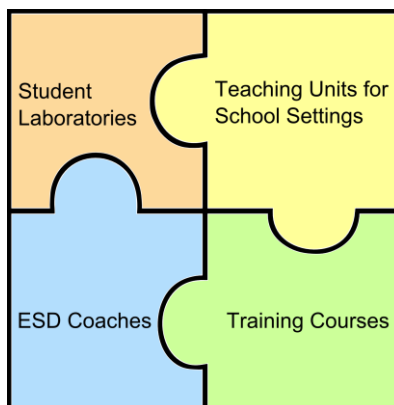 Student
Laboratories
Teaching Units for
School Settings
ESD Coaches
Training Courses